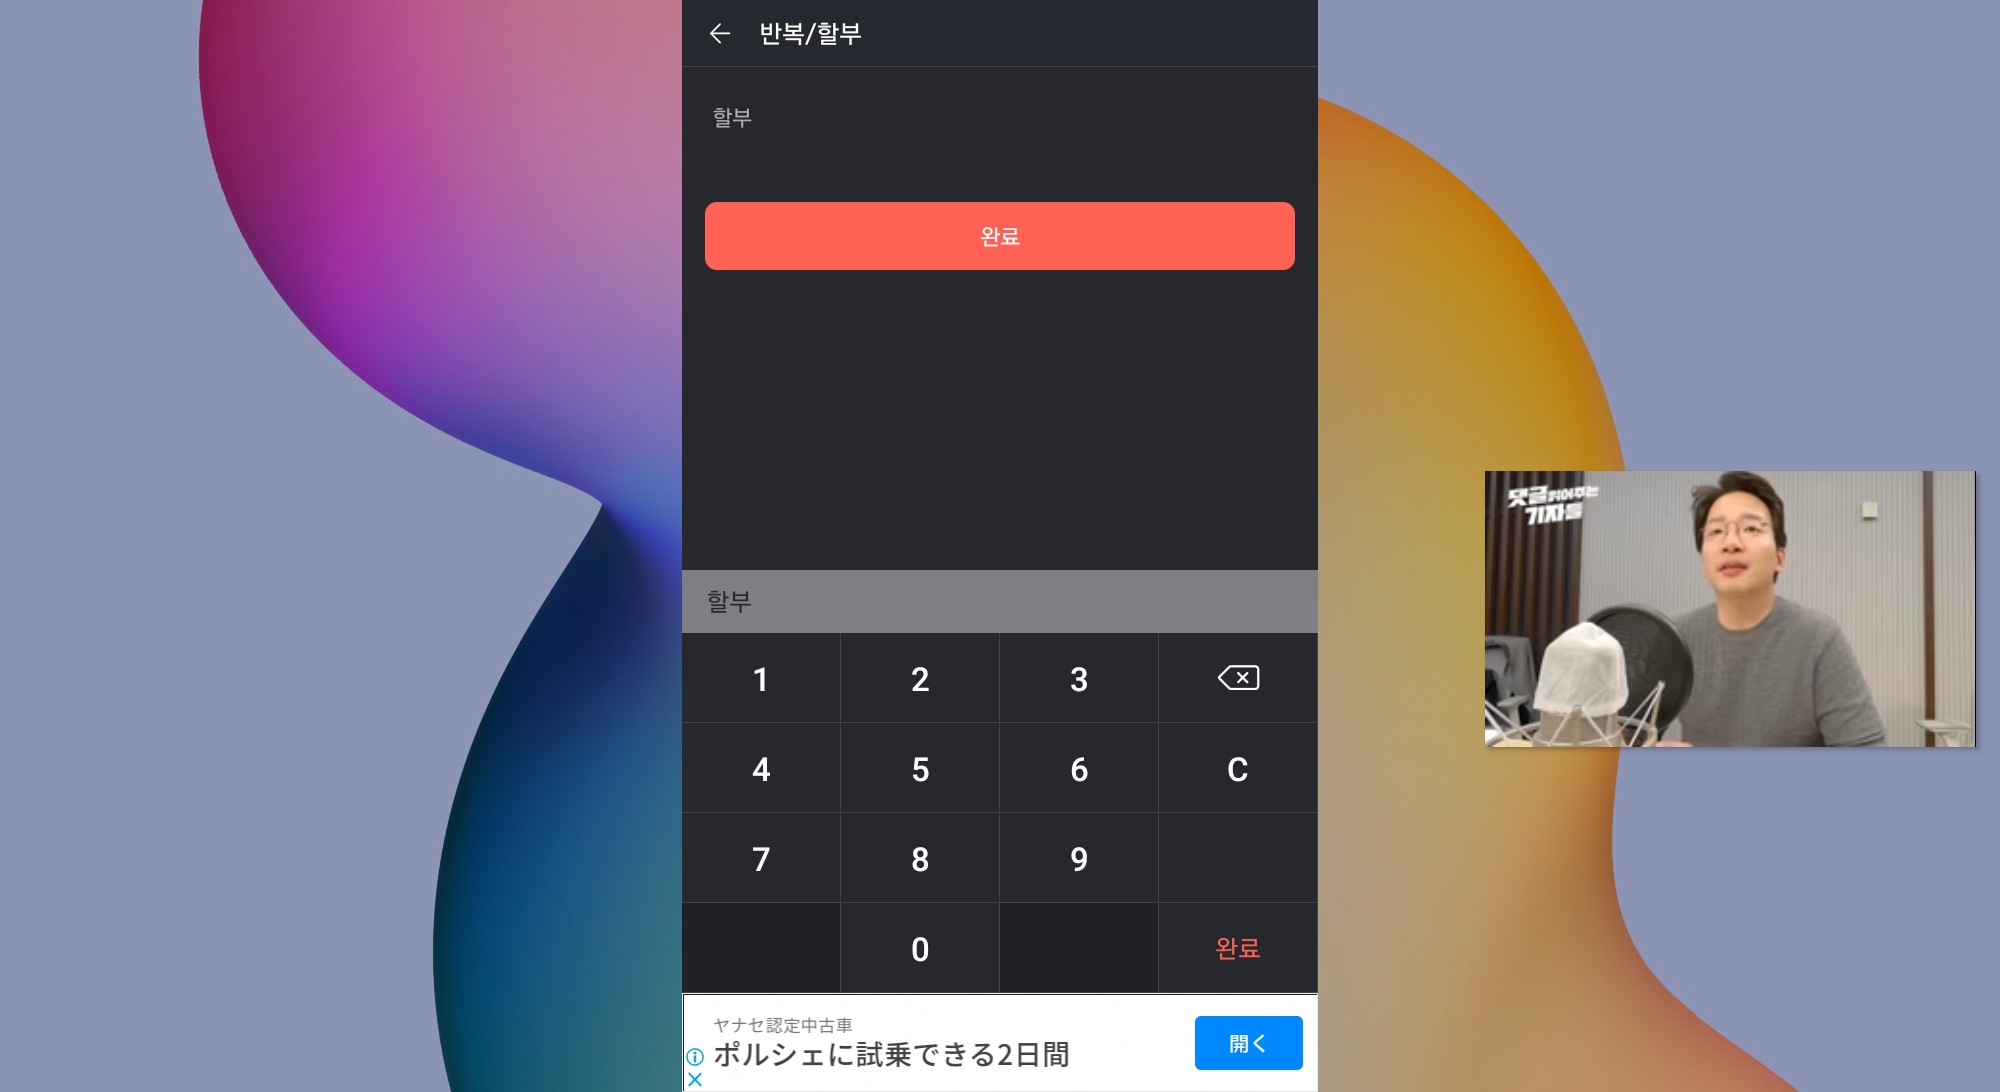 반복/할부
할부
완료
할부
1 2 3
4 5 6 C
7 8 9
0 완료
ヤナセ認定中古車
ポルシェに試乗できる2日間
開く
댓글읽어주는
기자들